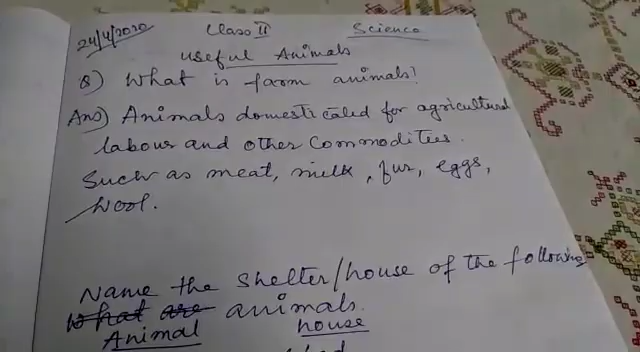 24/4/2020 Class II Science
Useful Animals
Q) What is farm animals?
Ans) Animals domesticated for agricultural
labour and other commodities.
Such as meat, milk, fur, eggs,
wool.
Name the shelter/house of the following
What are animals.
Animal house